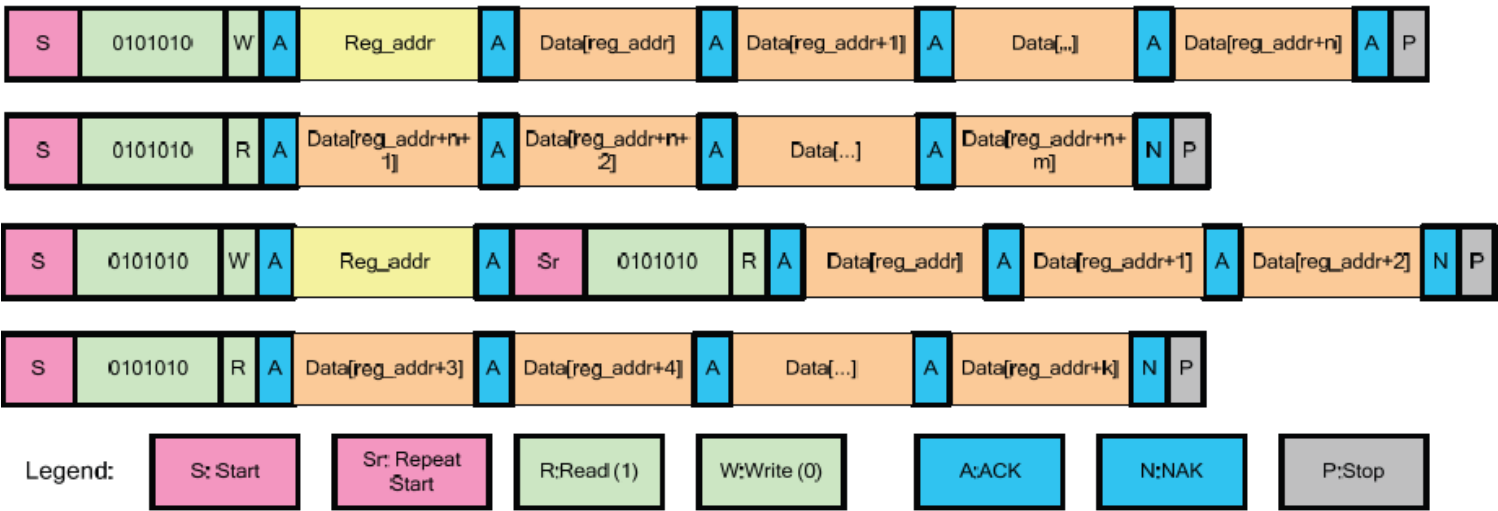 S 0101010 W A Reg_addr A Data[reg_addr] A Data[reg_addr+1] A Data[...] A Data[reg_addr+n] A P
S 0101010 R A Data[reg_addr+n+
1] A Data[reg_addr+n+
2] A Data[...] A Data[reg_addr+n+
m] N P
S 0101010 W A Reg_addr A Sr 0101010 R A Data[reg_addr] A Data[reg_addr+1] A Data[reg_addr+2] N P
S 0101010 R A Data[reg_addr+3] A Data[reg_addr+4] A Data[...] A Data[reg_addr+k] N P
Legend: S: Start Sr: Repeat
Start R:Read (1) W:Write (0) A:ACK N:NAK P:Stop